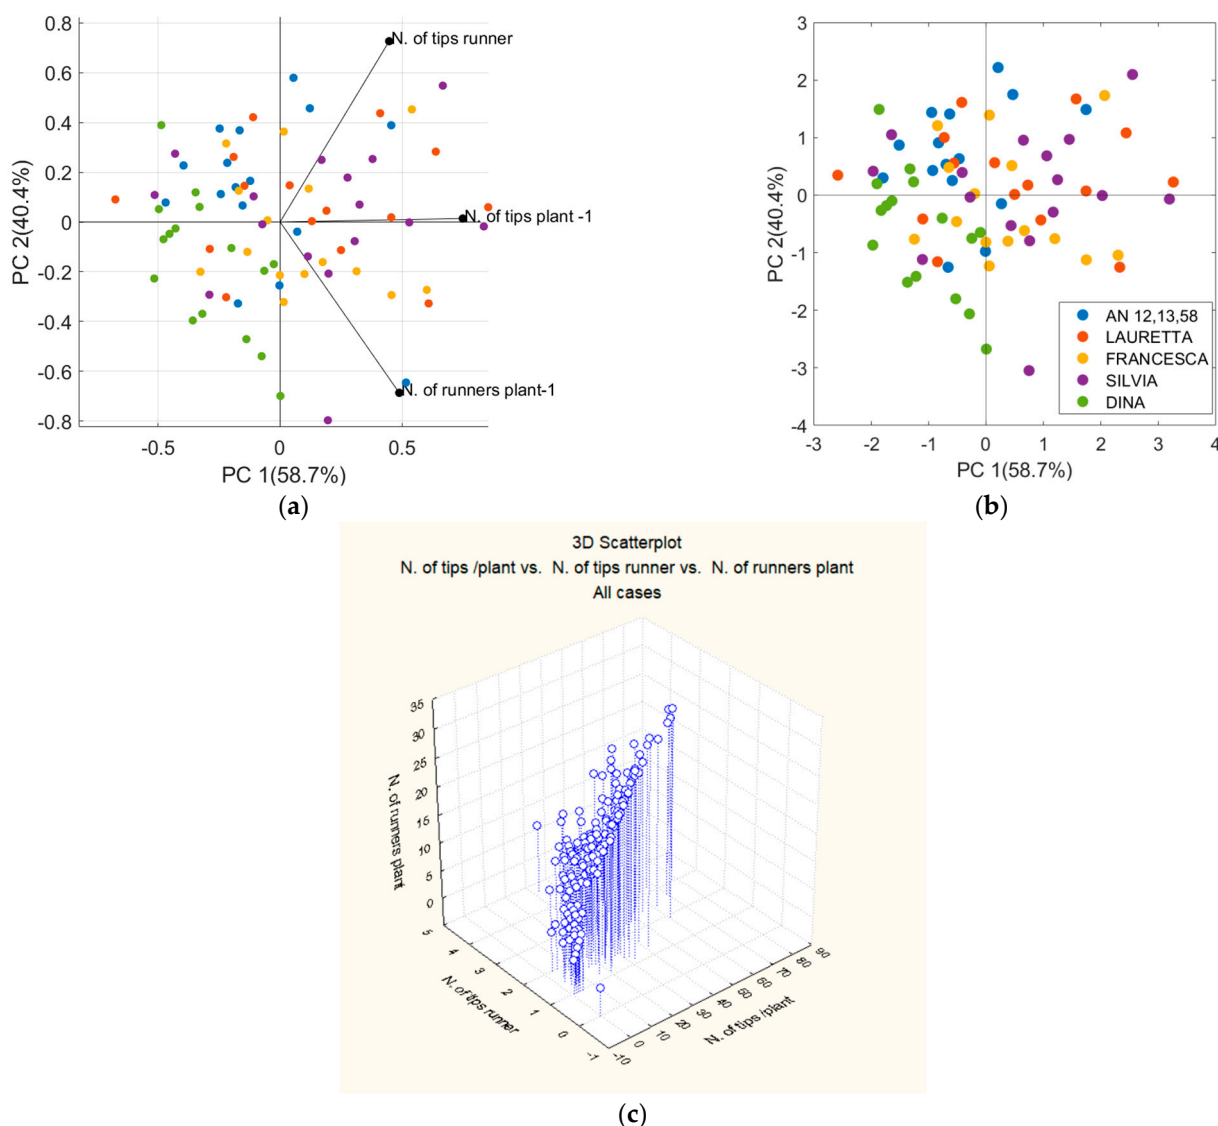 0.8
0.6
0.4
0.2
0
-0.2
-0.4
-0.6
-0.8
PC 2(40.4%)
N. of tips runner
N. of tips plant -1
N. of runners plant-1
-0.5
0
0.5
PC 1(58.7%)
(a)
3
2
1
0
-1
-2
-3
-4
PC 2(40.4%)
AN 12,13,58
LAURETTA
FRANCESCA
SILVIA
DINA
-3
-2
-1
0
1
2
3
4
PC 1(58.7%)
(b)
3D Scatterplot
N. of tips /plant vs. N. of tips runner vs. N. of runners plant
All cases
35
30
25
20
15
10
5
0
N. of runners plant
5
4
3
2
1
0
-1
N. of tips runner
-10
0
10
20
30
40
50
60
70
80
90
N. of tips /plant
(c)